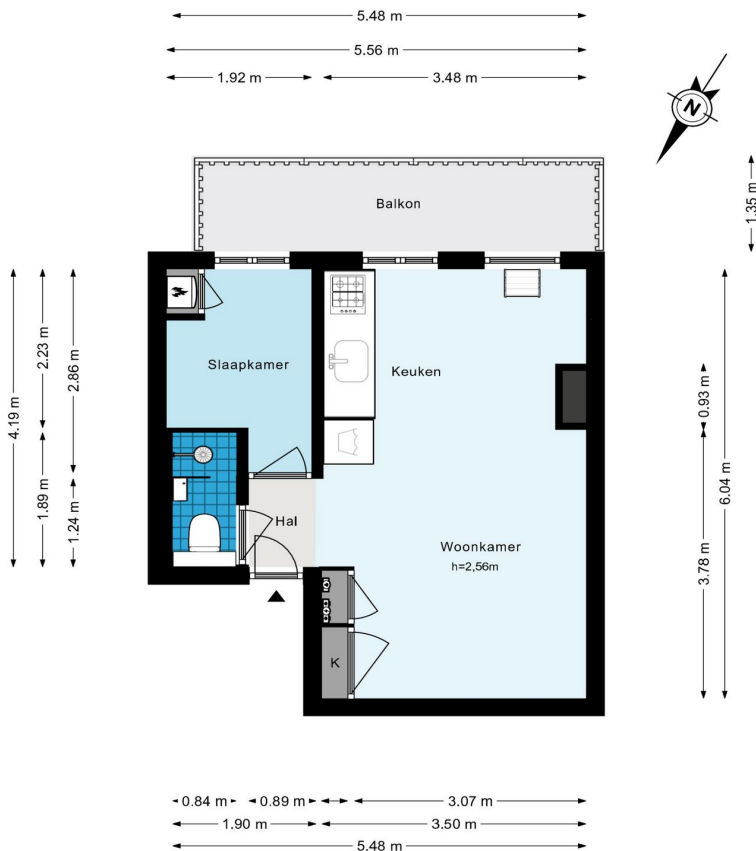 5.48 m
5.56 m
1.92 m
3.48 m
N
1.35 m
Balkon
4.19 m
2.23 m
2.86 m
1.89 m
1.24 m
Slaapkamer
Keuken
0.93 m
6.04 m
3.78 m
Hal
Woonkamer
h=2,56m
K
0.84 m
0.89 m
3.07 m
1.90 m
3.50 m
5.48 m